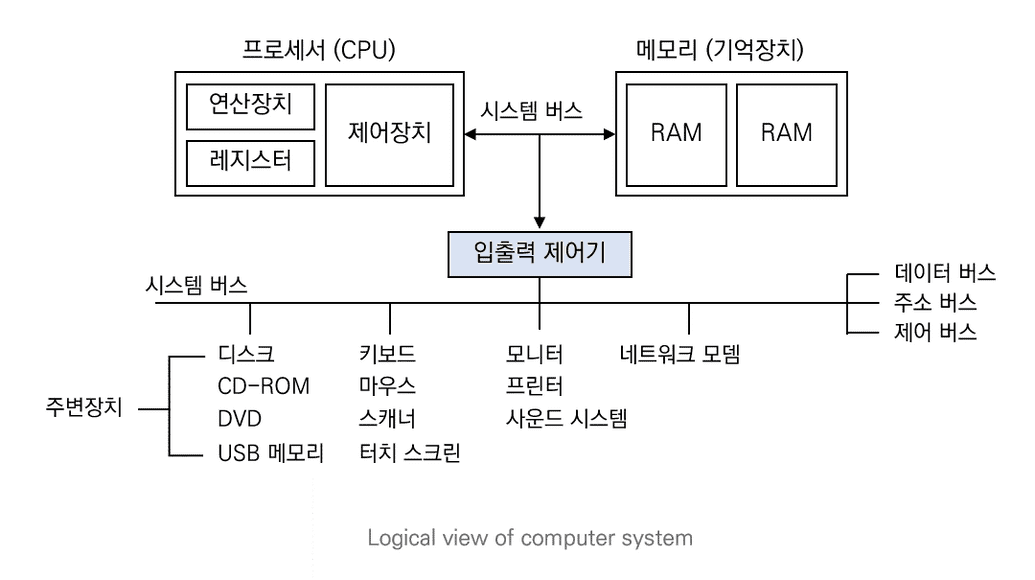 프로세서 (CPU)
메모리 (기억장치)
연산장치
레지스터
제어장치
시스템 버스
RAM
RAM
입출력 제어기
시스템 버스
데이터 버스
주소 버스
제어 버스
주변장치
디스크
CD-ROM
DVD
USB 메모리
키보드
마우스
스캐너
터치 스크린
모니터
프린터
사운드 시스템
네트워크 모뎀
Logical view of computer system